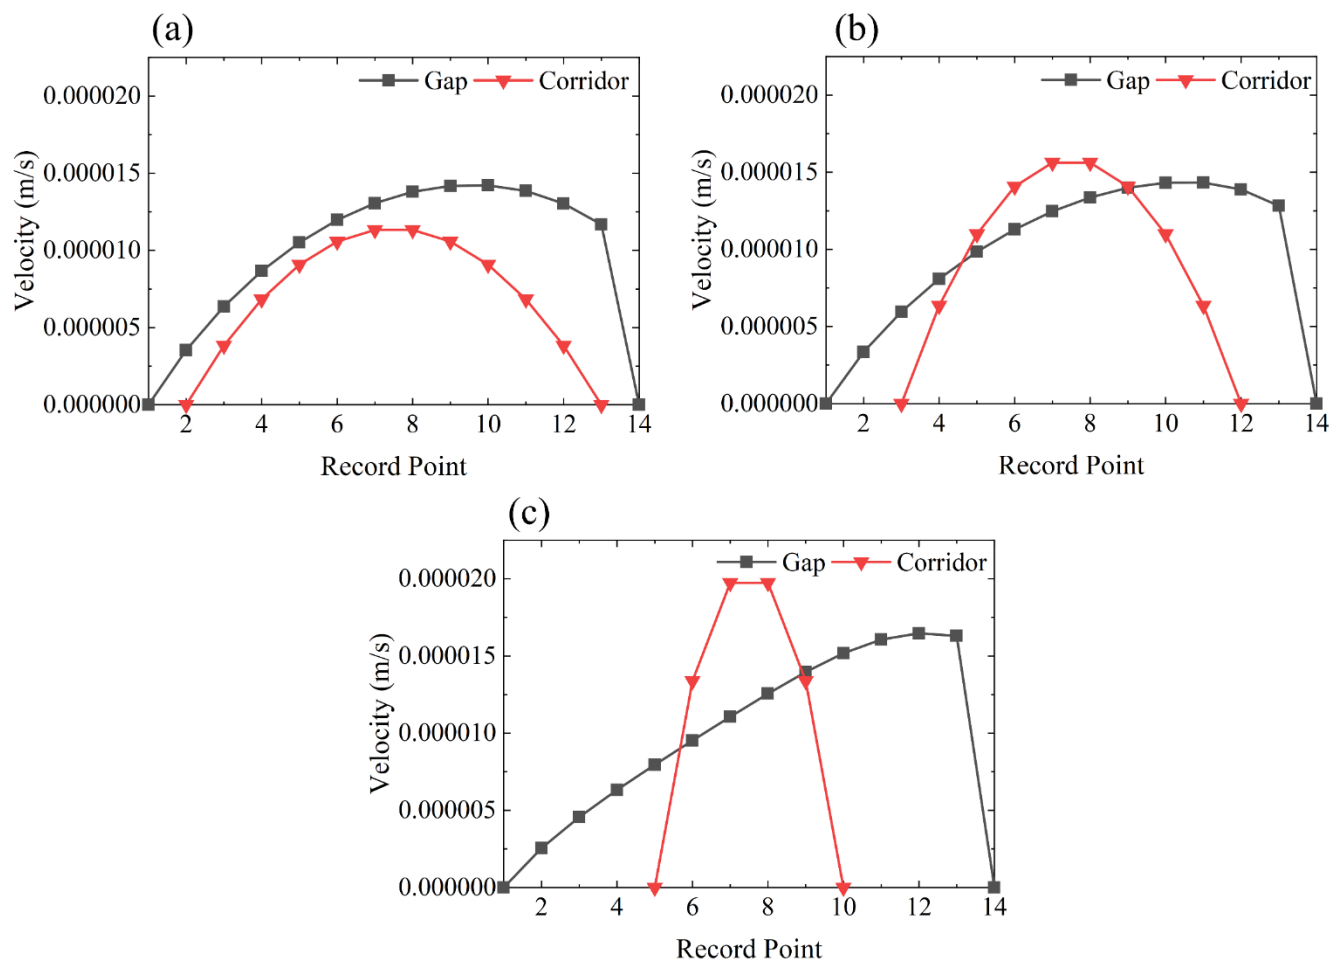 (a)
Gap Corridor
0.000020
0.000015
0.000010
0.000005
0.000000
Velocity (m/s)
2 4 6 8 10 12 14
Record Point
(b)
Gap Corridor
0.000020
0.000015
0.000010
0.000005
0.000000
Velocity (m/s)
2 4 6 8 10 12 14
Record Point
(c)
Gap Corridor
0.000020
0.000015
0.000010
0.000005
0.000000
Velocity (m/s)
2 4 6 8 10 12 14
Record Point